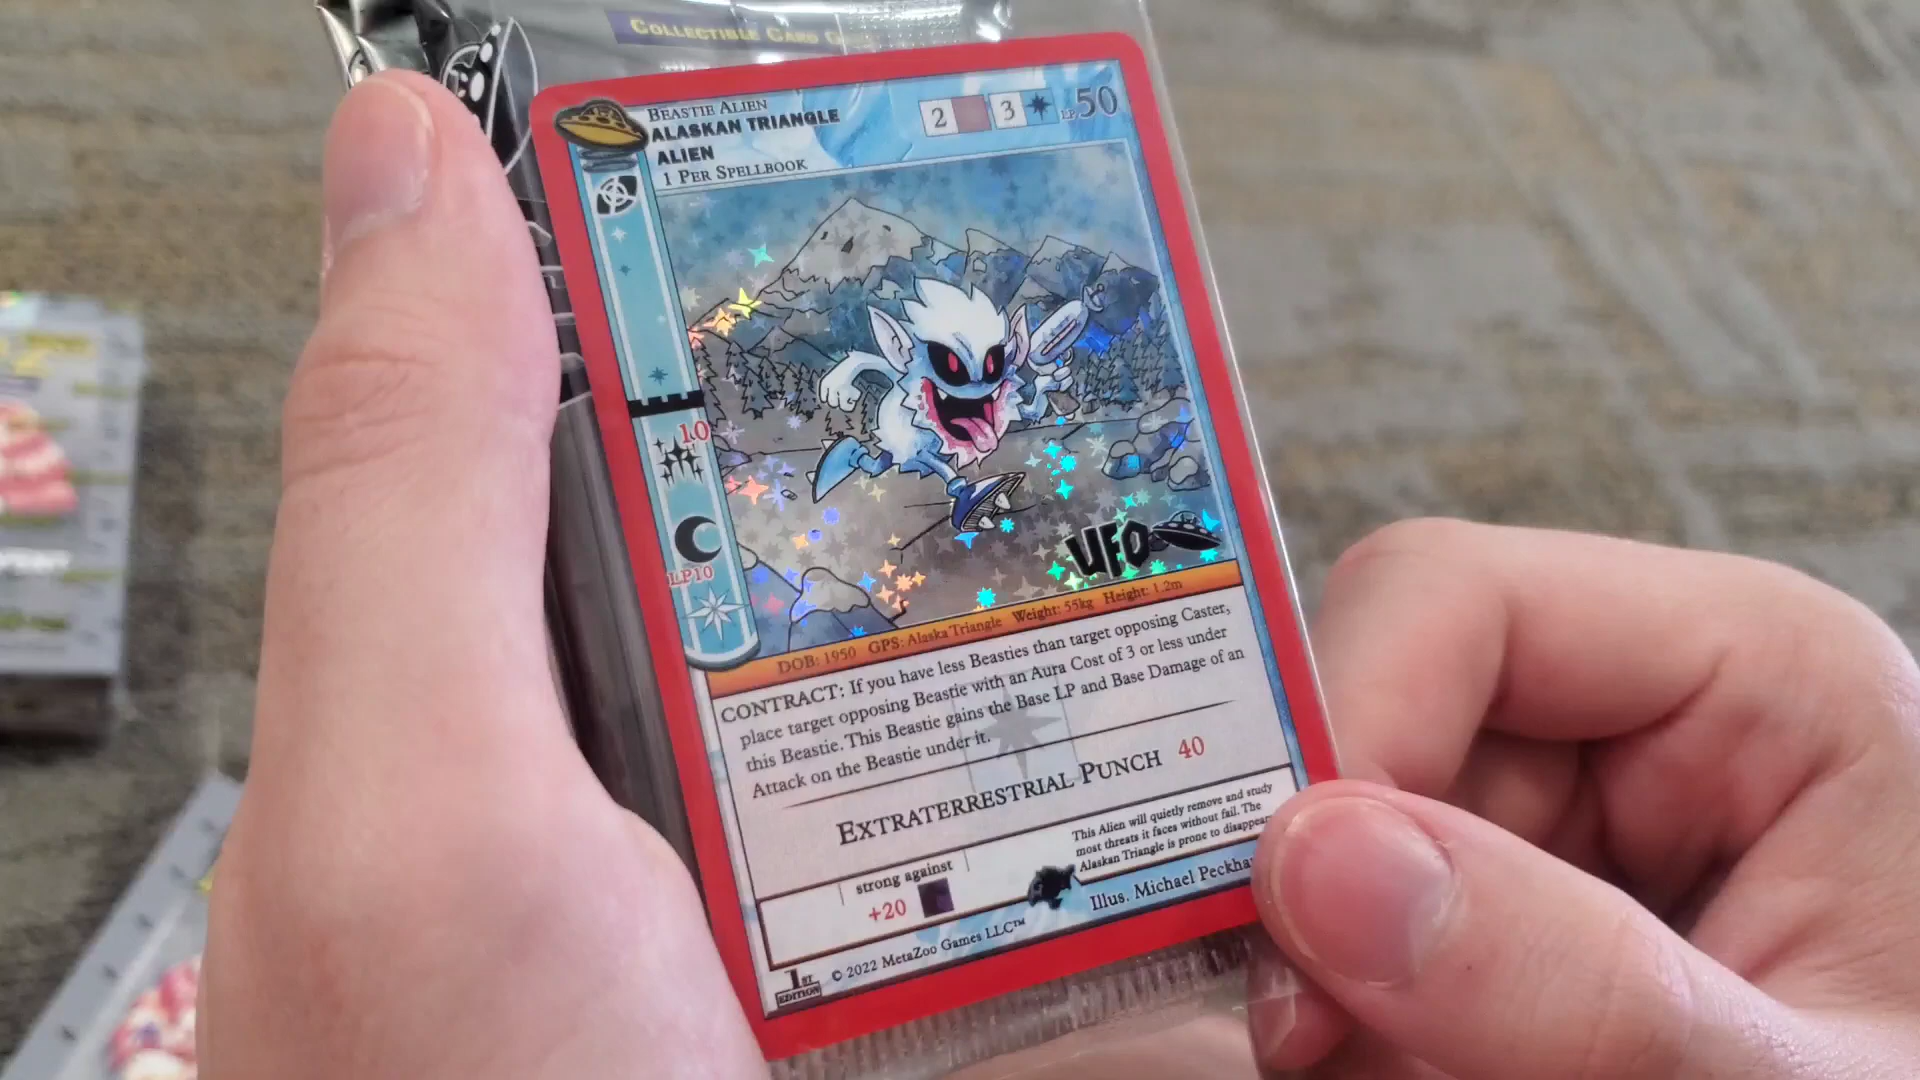 COLLECTIBLE CARD
BEASTIE ALIEN
ALASKAN TRIANGLE
ALIEN
1 PER SPELLBOOK
2 3 LP50
10
LP10
UFO
DOB: 1950 GPS: Alaska Triangle Weight: 55kg Height: 1.2m
CONTRACT: If you have less Beasties than target opposing Caster,
place target opposing Beastie with an Aura Cost of 3 or less under
this Beastie. This Beastie gains the Base LP and Base Damage of an
Attack on the Beastie under it.
EXTRATERRESTRIAL PUNCH 40
strong against
+20
This Alien will quietly remove and study
most threats it faces without fail. The
Alaskan Triangle is prone to disappear
Illus. Michael Peckha
1ST EDITION
© 2022 MetaZoo Games LLC™